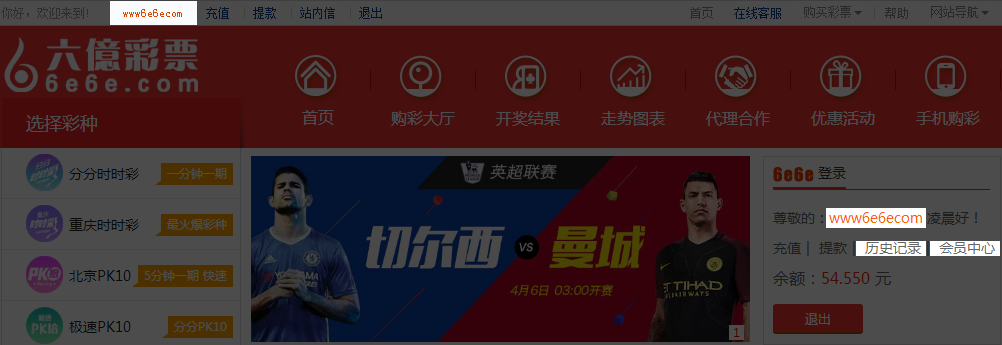 你好，欢迎来到! www6e6ecom 充值 提款 站内信 退出 首页 在线客服 购买彩票 帮助 网站导航
六億彩票
6e6e.com
首页 购彩大厅 开奖结果 走势图表 代理合作 优惠活动 手机购彩
选择彩种
分分时时彩 一分钟一期
重庆时时彩 最火爆彩种
北京PK10 5分钟一期 快速
极速PK10 分分PK10
英超联赛
切尔西 VS 曼城
4月6日 03:00开赛
ETIHAD
1
6e6e 登录
尊敬的：www6e6ecom 凌晨好！
充值 | 提款 | 历史记录 | 会员中心
余额：54.550 元
退出